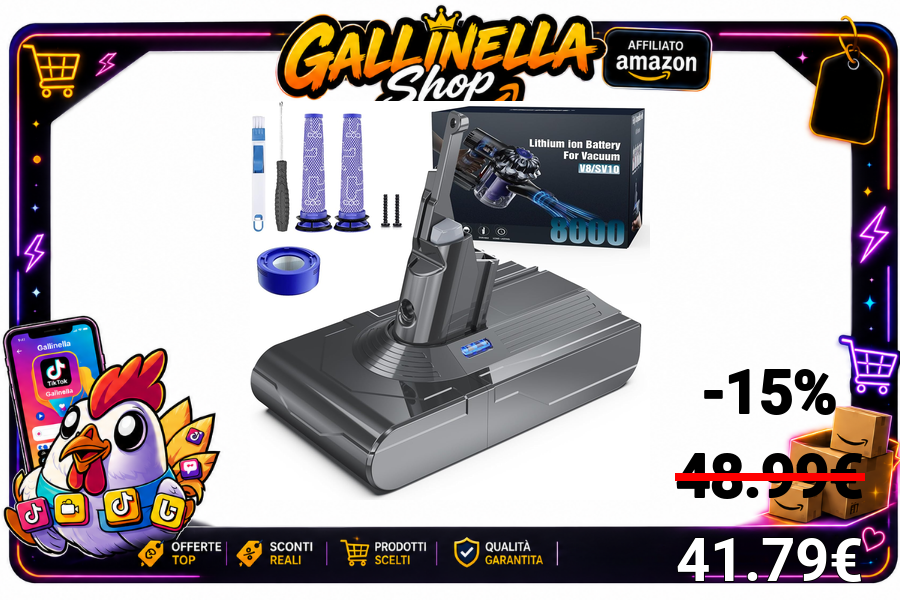 GALLINELLA
Shop
AFFILIATO
amazon
Lithium ion Battery
For Vacuum
V8/SV10
8000
Gallinella
TikTok
Gallinella
-15%
48.99€
41.79€
OFFERTE
TOP
SCONTI
REALI
PRODOTTI
SCELTI
QUALITÀ
GARANTITA